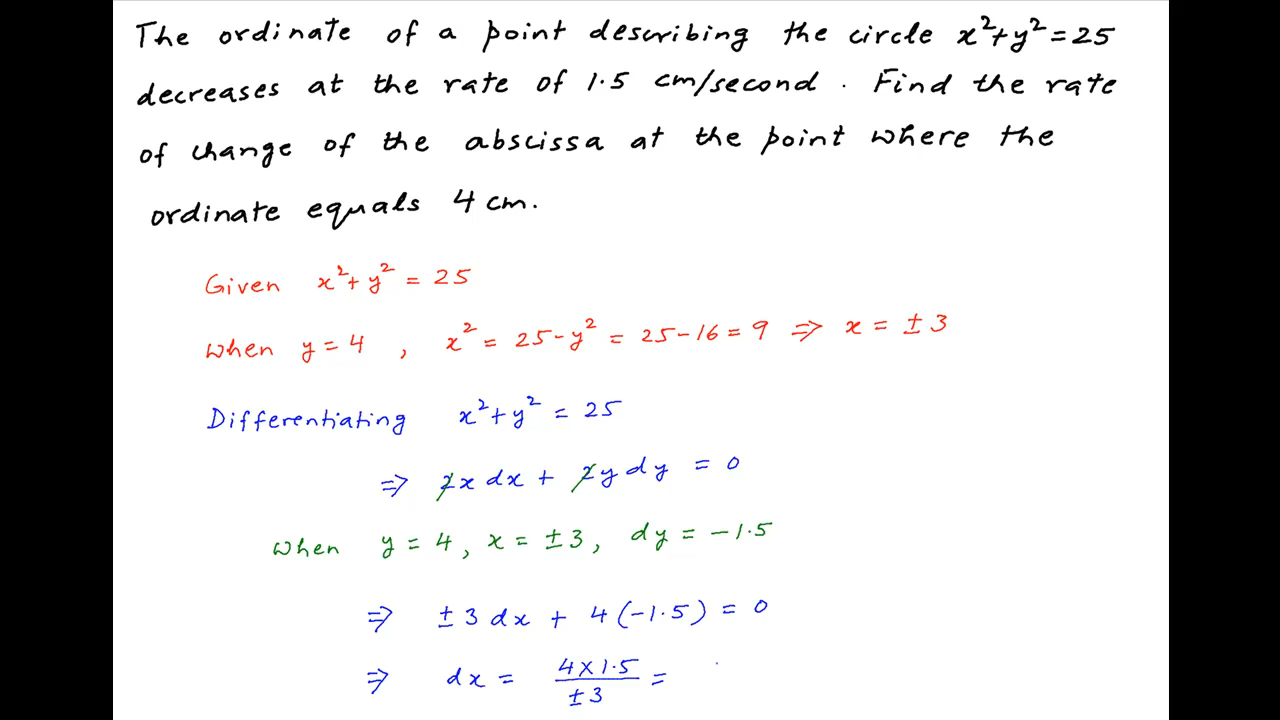 The ordinate of a point describing the circle x²+y²=25
decreases at the rate of 1.5 cm/second. Find the rate
of change of the abscissa at the point where the
ordinate equals 4 cm.
Given x²+y² = 25
When y=4 , x² = 25-y² = 25-16=9 ⇒ x = ±3
Differentiating x²+y² = 25
⇒ 2x dx + 2y dy = 0
When y = 4, x = ±3, dy = -1.5
⇒ ±3 dx + 4(-1.5) = 0
⇒ dx = 4×1.5/±3 =